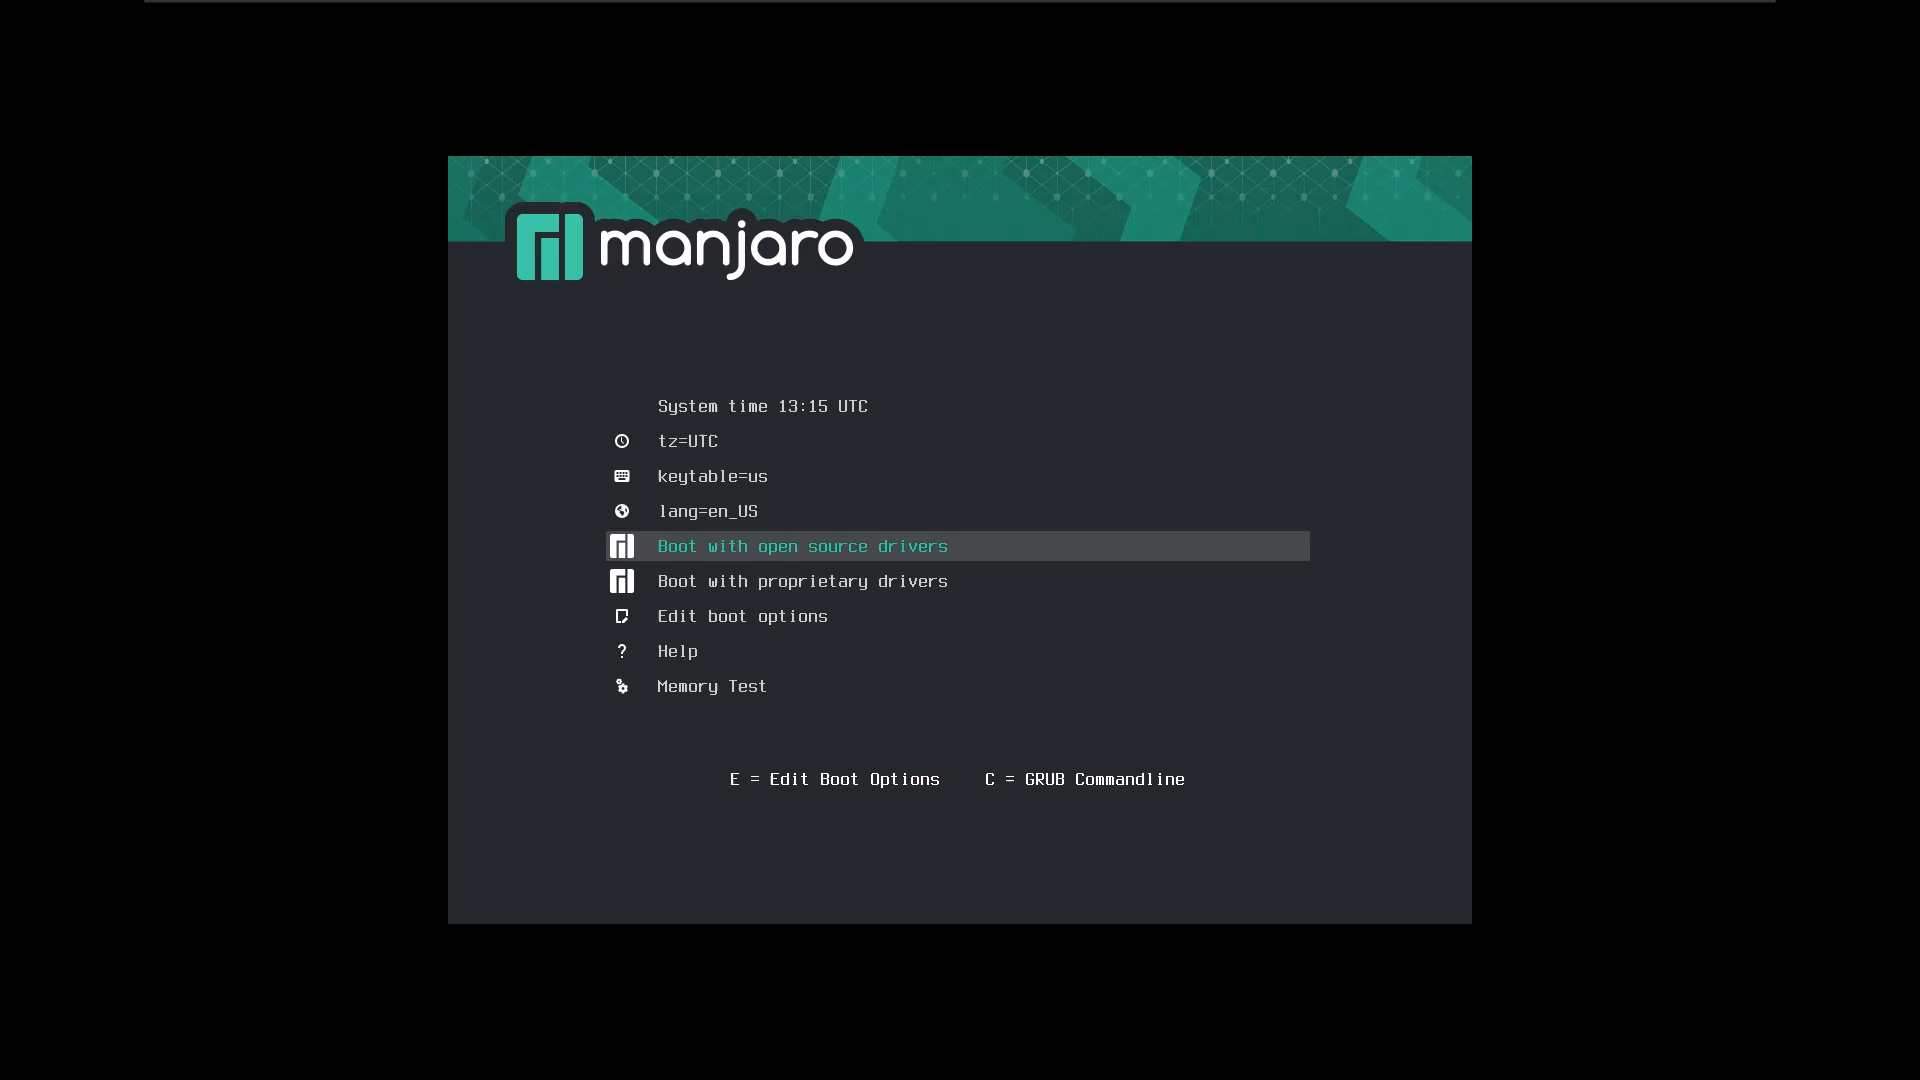 manjaro
System time 13:15 UTC
tz=UTC
keytable=us
lang=en_US
Boot with open source drivers
Boot with proprietary drivers
Edit boot options
? Help
Memory Test
E = Edit Boot Options C = GRUB Commandline